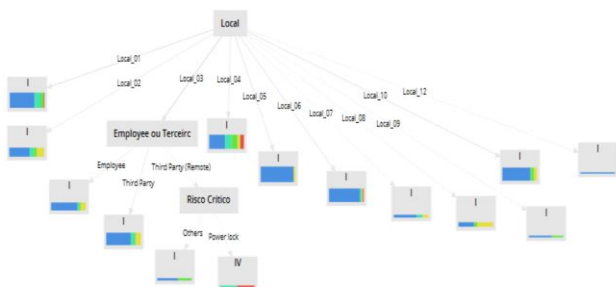 Local
Local_01
Local_02
Local_03
Local_04
Local_05
Local_06
Local_07
Local_08
Local_09
Local_10
Local_12
I
I
Employee ou Terceirc
I
I
I
I
I
I
I
I
Employee
Third Party
Third Party (Remote)
I
I
Risco Critico
Others
Power lock
I
IV